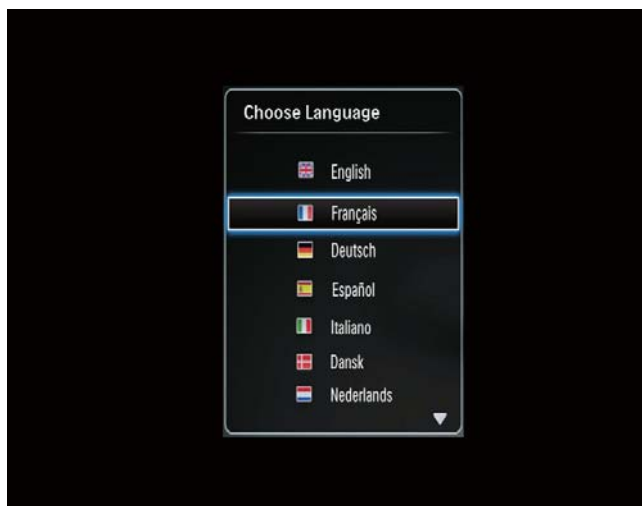 Choose Language
English
Français
Deutsch
Español
Italiano
Dansk
Nederlands